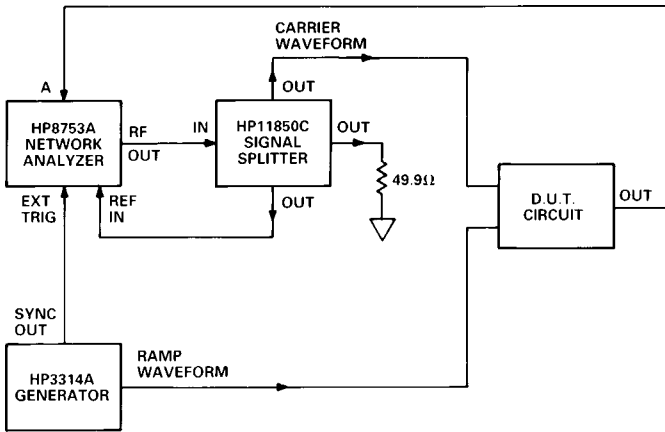 CARRIER
WAVEFORM
A
OUT
HP8753A
NETWORK
ANALYZER
RF
OUT
IN
HP11850C
SIGNAL
SPLITTER
OUT
49.9Ω
EXT
TRIG
REF
IN
OUT
D.U.T.
CIRCUIT
OUT
SYNC
OUT
HP3314A
GENERATOR
RAMP
WAVEFORM